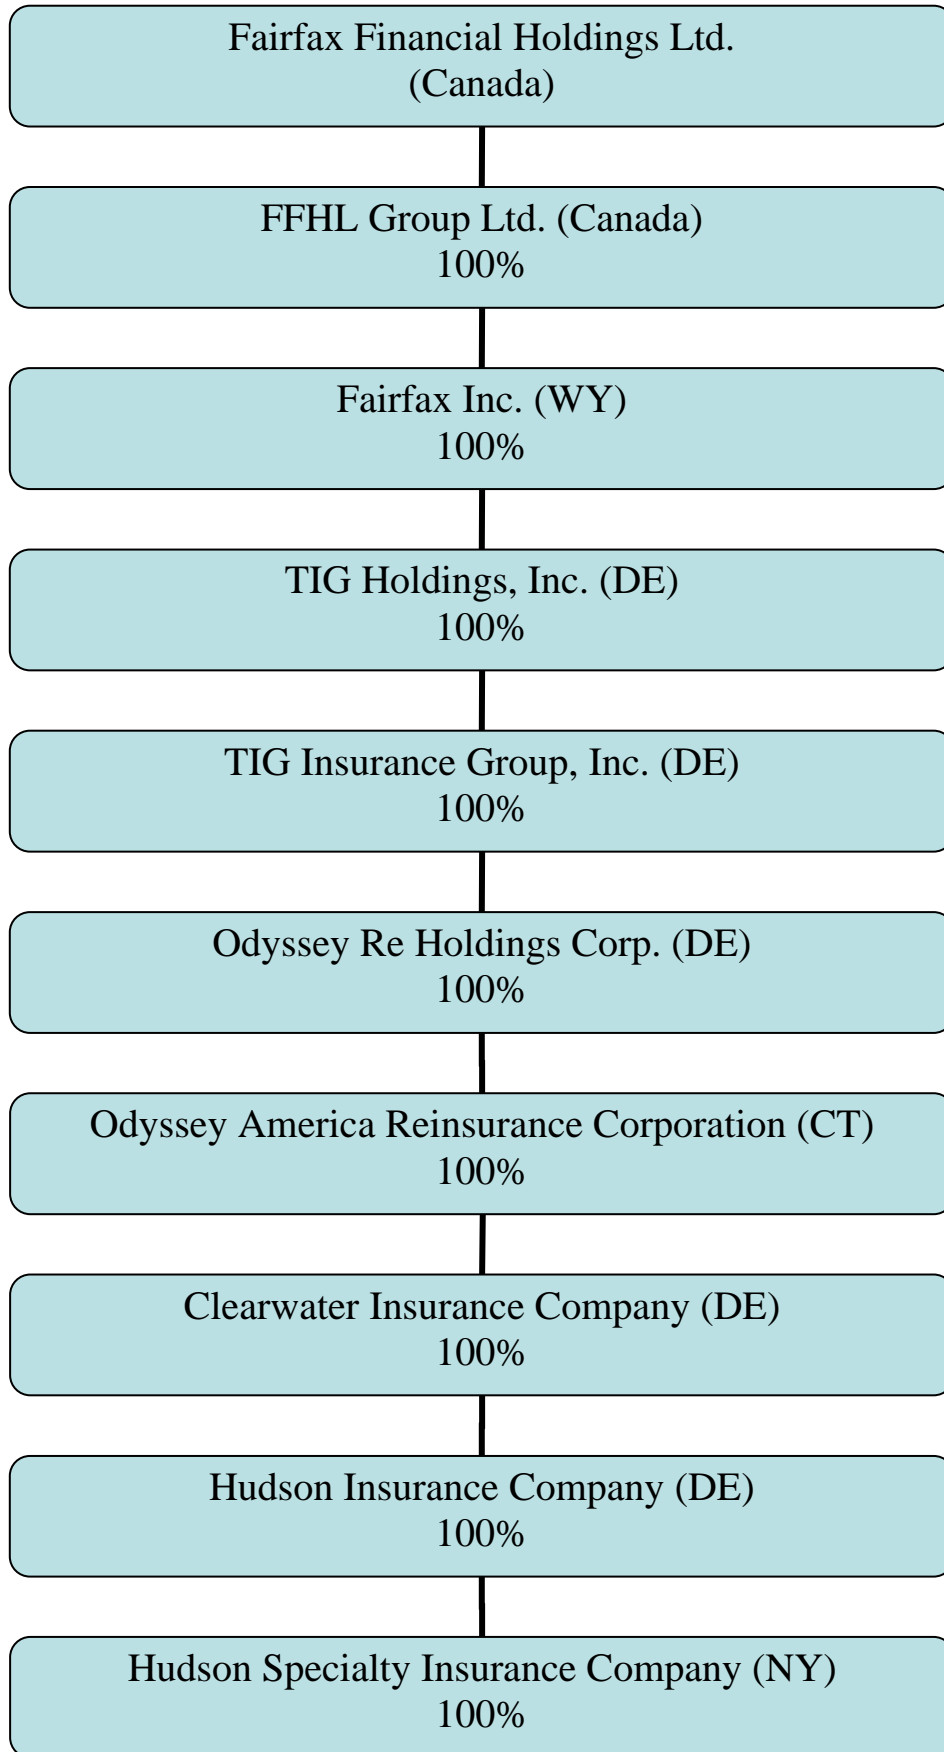 Fairfax Financial Holdings Ltd.
(Canada)
FFHL Group Ltd. (Canada)
100%
Fairfax Inc. (WY)
100%
TIG Holdings, Inc. (DE)
100%
TIG Insurance Group, Inc. (DE)
100%
Odyssey Re Holdings Corp. (DE)
100%
Odyssey America Reinsurance Corporation (CT)
100%
Clearwater Insurance Company (DE)
100%
Hudson Insurance Company (DE)
100%
Hudson Specialty Insurance Company (NY)
100%